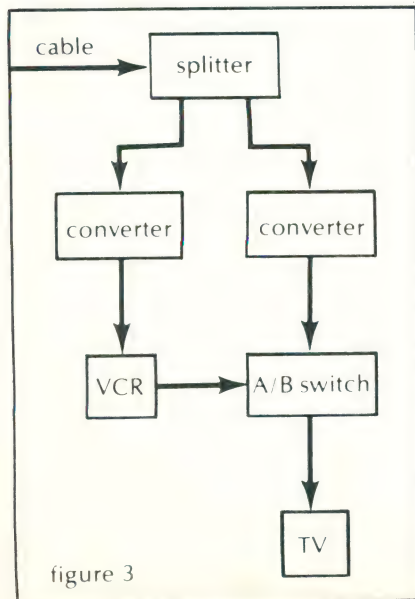 cable
splitter
converter
converter
VCR
A/B switch
TV
figure 3